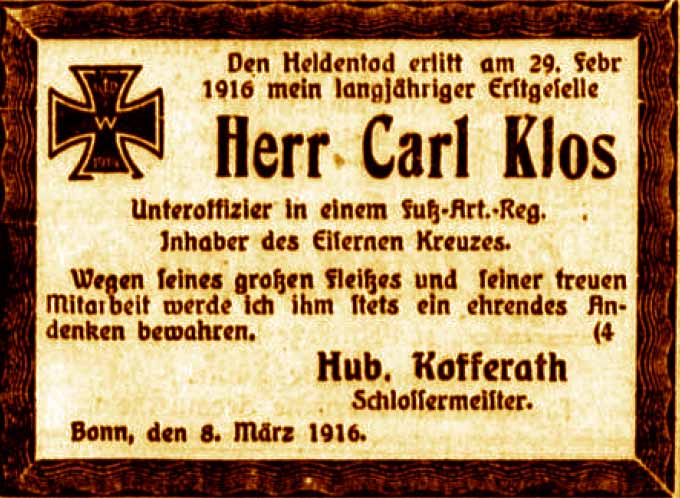 Den Heldentod erlitt am 29. Febr
1916 mein langjähriger Erſtgeſelle
Herr Carl Klos
Unteroffizier in einem Fuß-Art.-Reg.
Inhaber des Eiſernen Kreuzes.
Wegen ſeines großen Fleißes und ſeiner treuen
Mitarbeit werde ich ihm ſtets ein ehrendes An-
denken bewahren. (4
Hub. Kofferath
Schloſſermeiſter.
Bonn, den 8. März 1916.
W